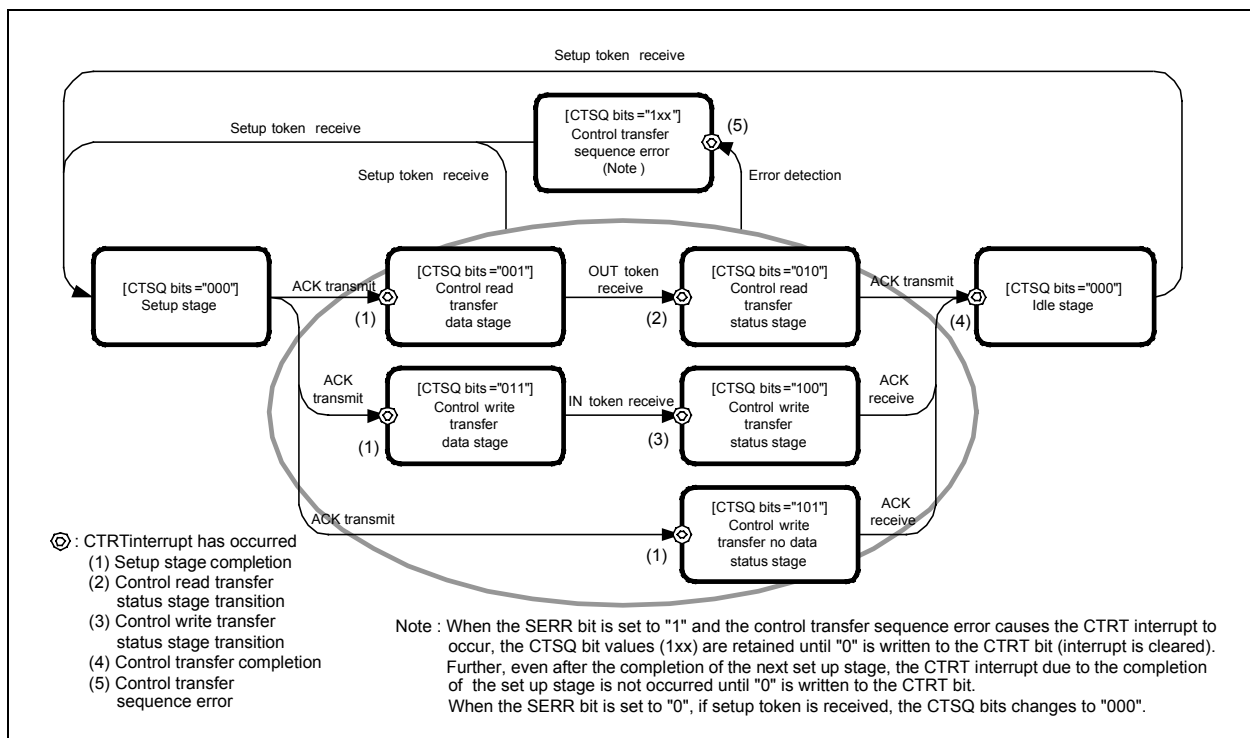 Setup token receive
[CTSQ bits ="1xx"]
Control transfer
sequence error
(Note )
(5)
Setup token receive
Setup token receive
Error detection
[CTSQ bits ="000"]
Setup stage
ACK transmit
(1)
[CTSQ bits ="001"]
Control read
transfer
data stage
OUT token
receive
(2)
[CTSQ bits ="010"]
Control read
transfer
status stage
ACK transmit
(4)
[CTSQ bits ="000"]
Idle stage
ACK
transmit
(1)
[CTSQ bits ="011"]
Control write
transfer
data stage
IN token receive
(3)
[CTSQ bits ="100"]
Control write
transfer
status stage
ACK
receive
ACK transmit
(1)
[CTSQ bits ="101"]
Control write
transfer no data
status stage
ACK
receive
: CTRTinterrupt has occurred
(1) Setup stage completion
(2) Control read transfer
status stage transition
(3) Control write transfer
status stage transition
(4) Control transfer completion
(5) Control transfer
sequence error
Note : When the SERR bit is set to "1" and the control transfer sequence error causes the CTRT interrupt to
occur, the CTSQ bit values (1xx) are retained until "0" is written to the CTRT bit (interrupt is cleared).
Further, even after the completion of the next set up stage, the CTRT interrupt due to the completion
of the set up stage is not occurred until "0" is written to the CTRT bit.
When the SERR bit is set to "0", if setup token is received, the CTSQ bits changes to "000".